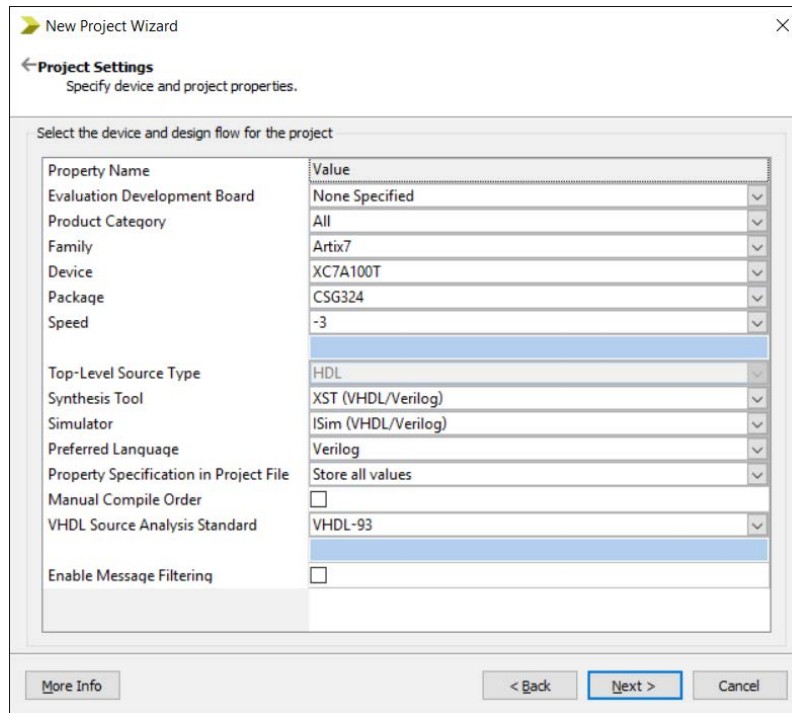 New Project Wizard
Project Settings
Specify device and project properties.
Select the device and design flow for the project
Property Name Value
Evaluation Development Board None Specified
Product Category All
Family Artix7
Device XC7A100T
Package CSG324
Speed -3
Top-Level Source Type HDL
Synthesis Tool XST (VHDL/Verilog)
Simulator ISim (VHDL/Verilog)
Preferred Language Verilog
Property Specification in Project File Store all values
Manual Compile Order
VHDL Source Analysis Standard VHDL-93
Enable Message Filtering
More Info < Back Next > Cancel